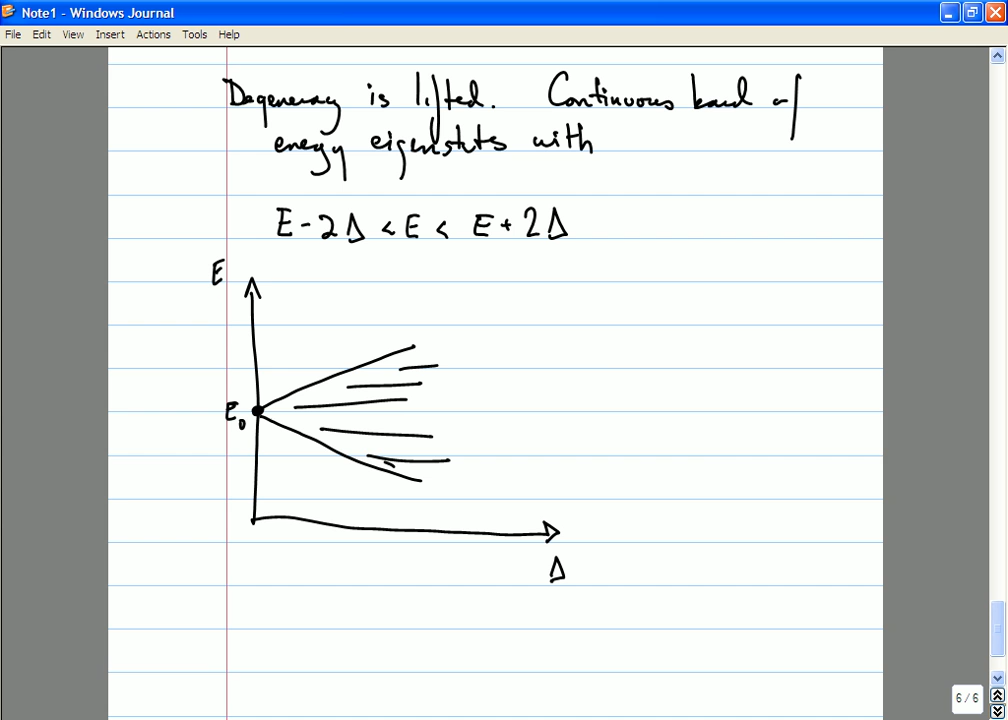 Note1 - Windows Journal
File Edit View Insert Actions Tools Help
Degeneracy is lifted. Continuous band of
energy eigenstates with
E - 2Δ < E < E + 2Δ
E
E₀
Δ
6/6